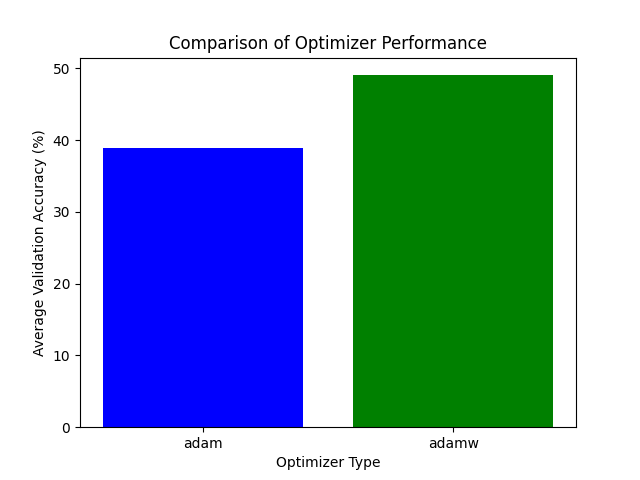 Comparison of Optimizer Performance
Average Validation Accuracy (%)
50
40
30
20
10
0
adam adamw
Optimizer Type